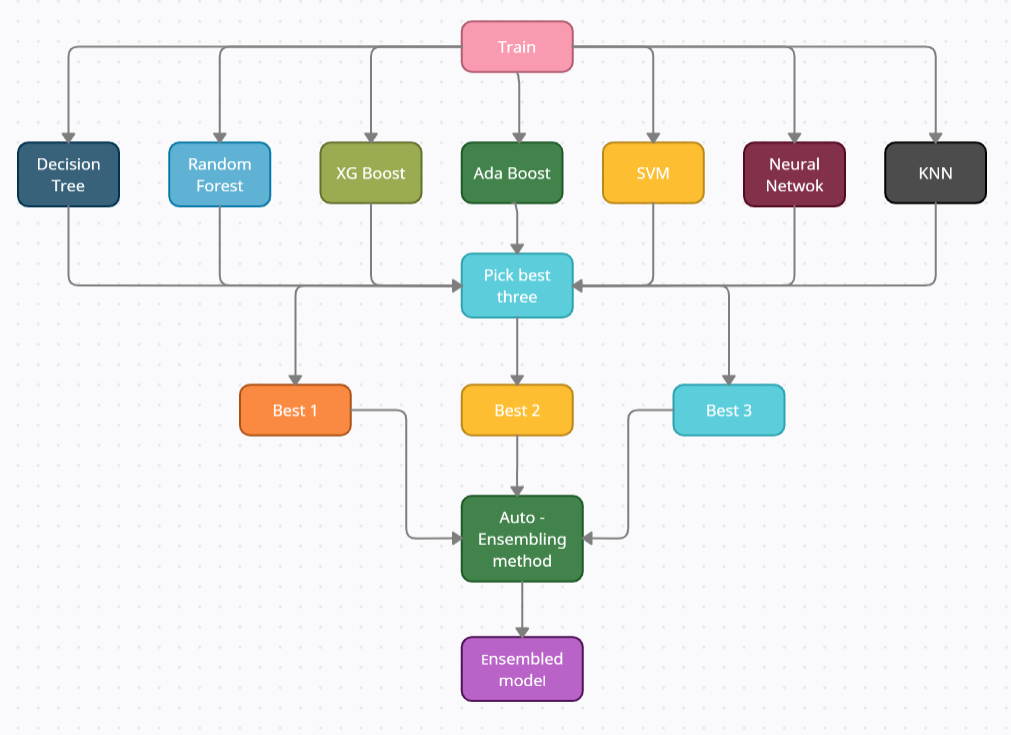 Train
Decision
Tree
Random
Forest
XG Boost
Ada Boost
SVM
Neural
Netwok
KNN
Pick best
three
Best 1
Best 2
Best 3
Auto -
Ensembling
method
Ensembled
model